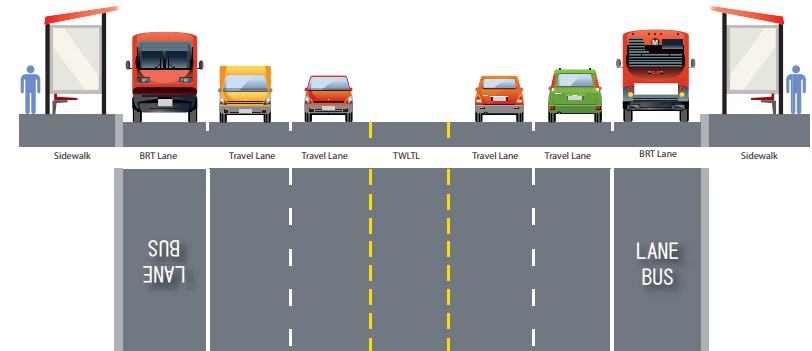 M
Sidewalk
BRT Lane
Travel Lane
Travel Lane
TWLTL
Travel Lane
Travel Lane
BRT Lane
Sidewalk
BUS
LANE
LANE
BUS